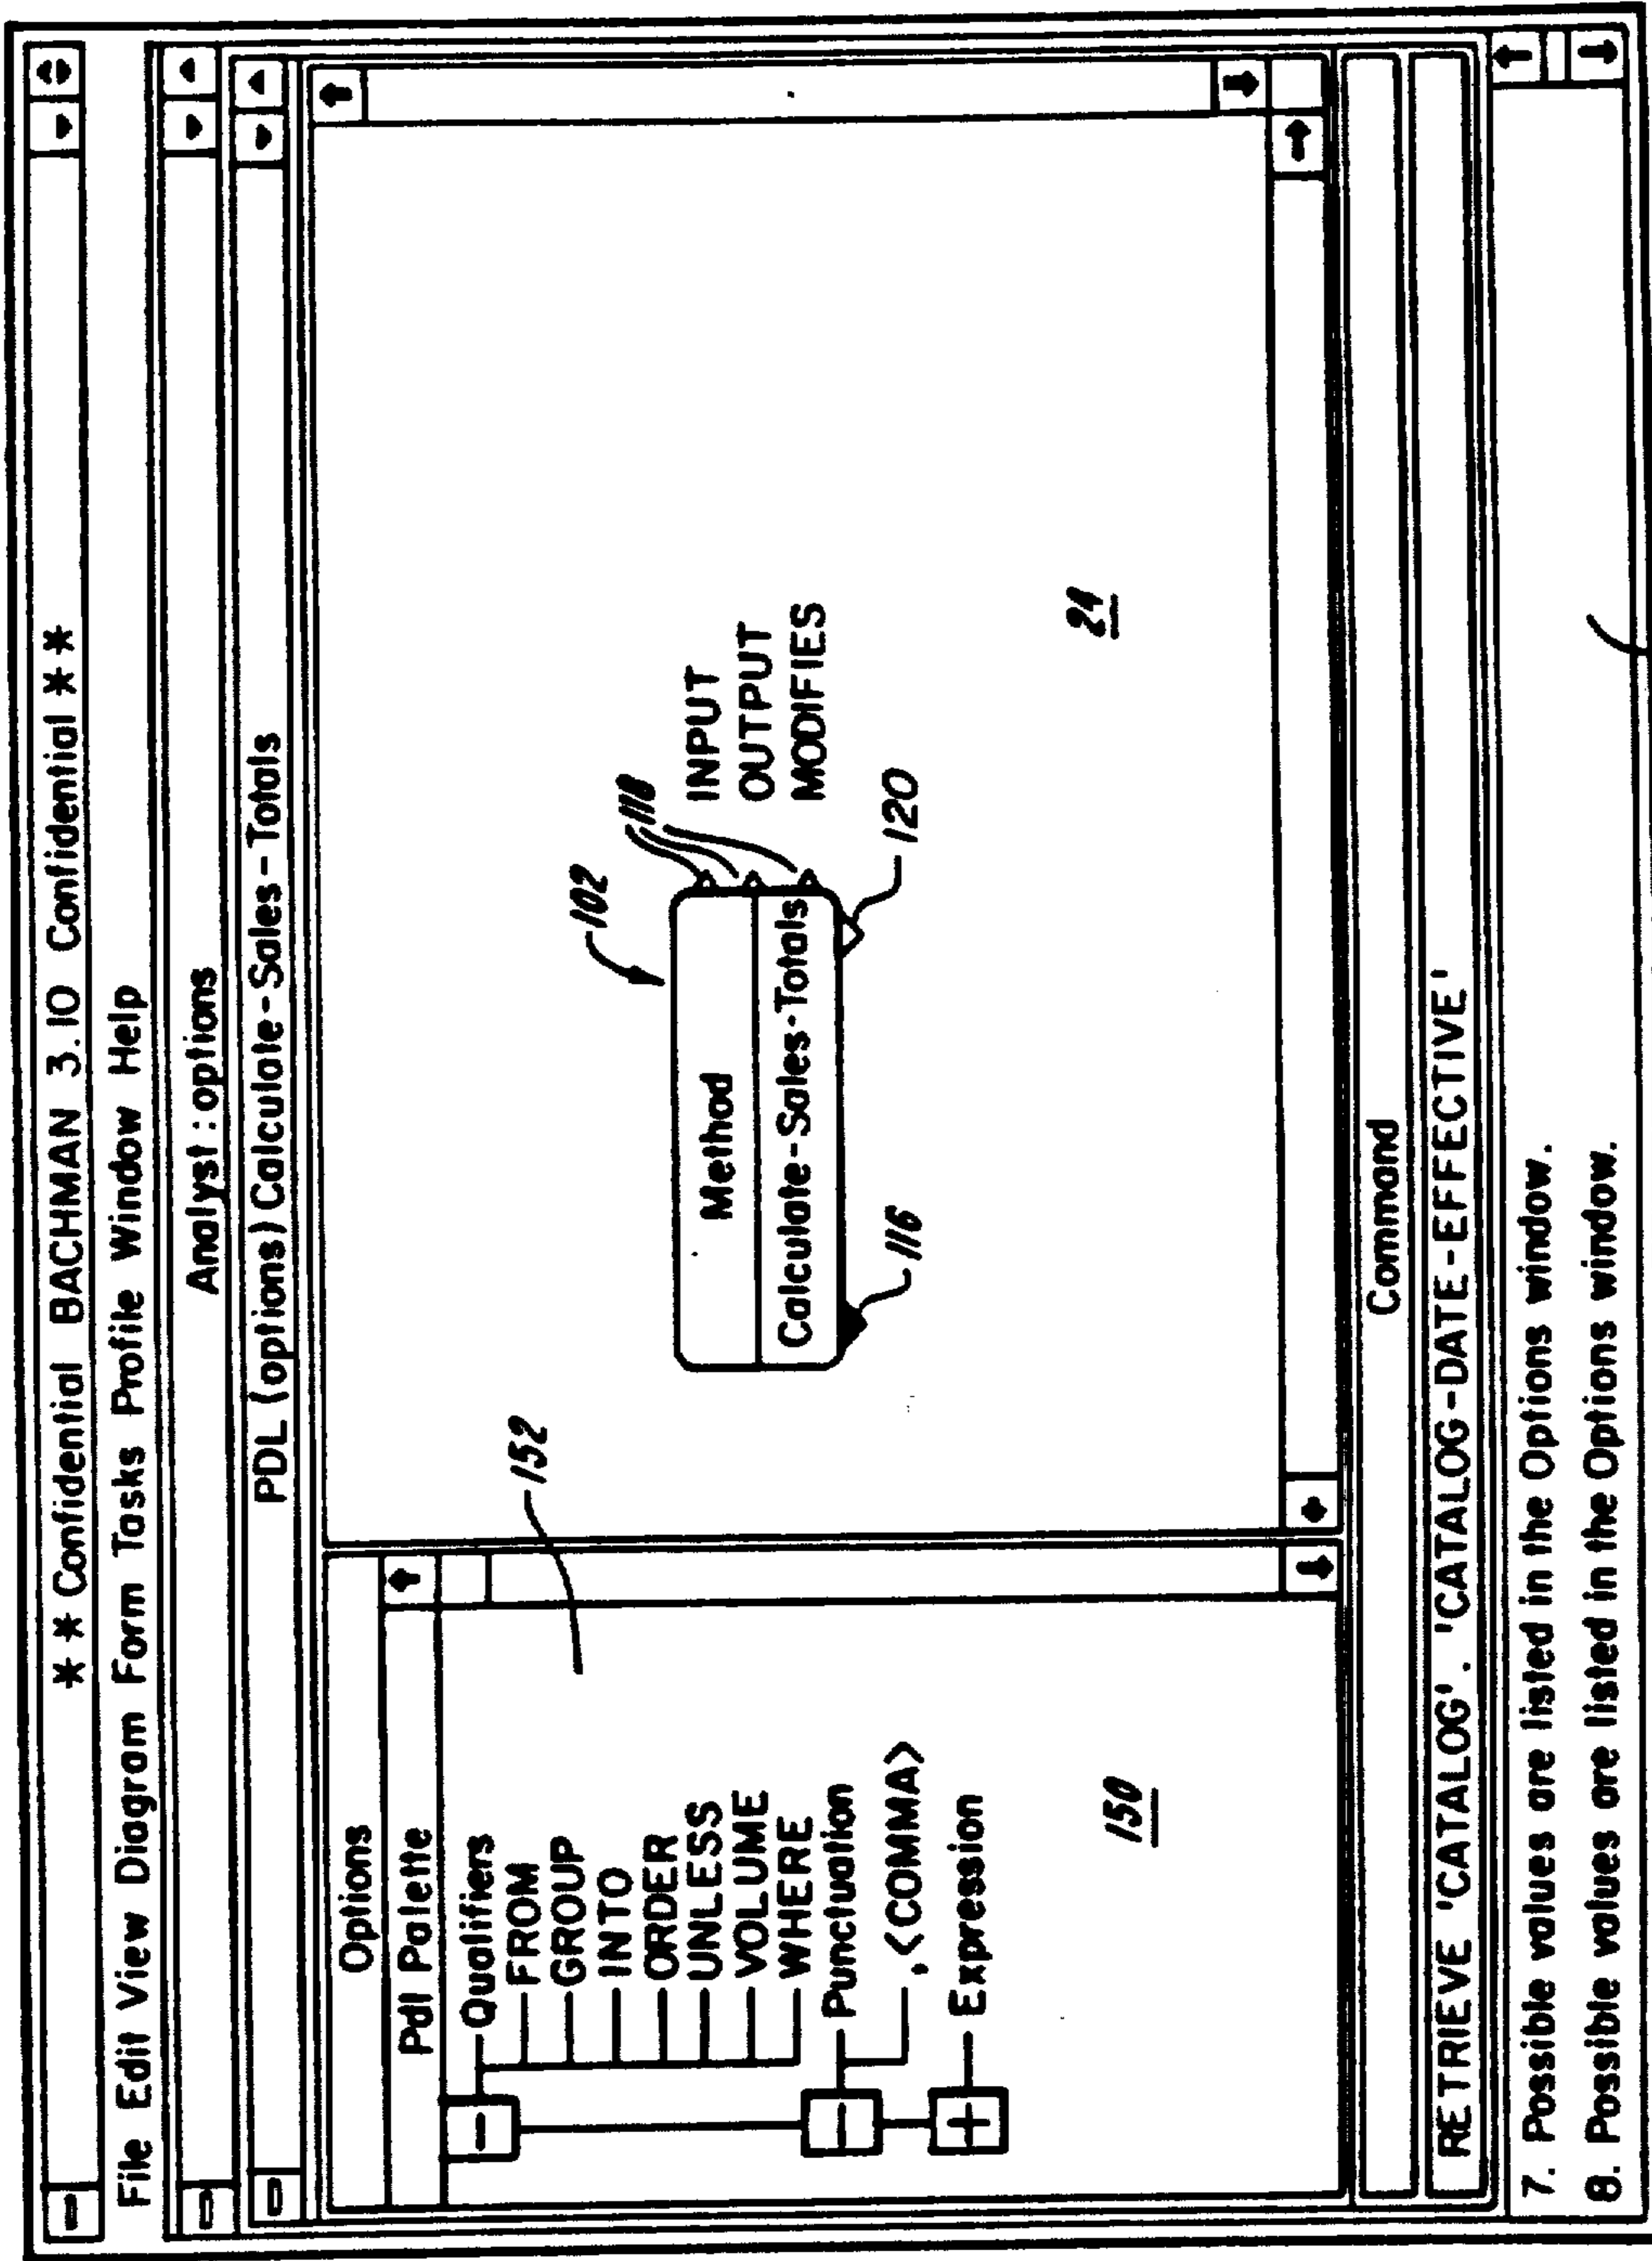 * * Confidential BACHMAN 3.10 Confidential * *
File Edit View Diagram Form Tasks Profile Window Help
Analyst : options
PDL (options) Calculate-Sales-Totals
Options
Pdl Palette
Qualifiers
FROM
GROUP
INTO
ORDER
UNLESS
VOLUME
WHERE
Punctuation
, <COMMA>
Expression
150
152
102
118
Method
Calculate-Sales-Totals
INPUT
OUTPUT
MODIFIES
116
120
24
Command
RETRIEVE 'CATALOG'. 'CATALOG-DATE-EFFECTIVE'
7. Possible values are listed in the Options window.
8. Possible values are listed in the Options window.